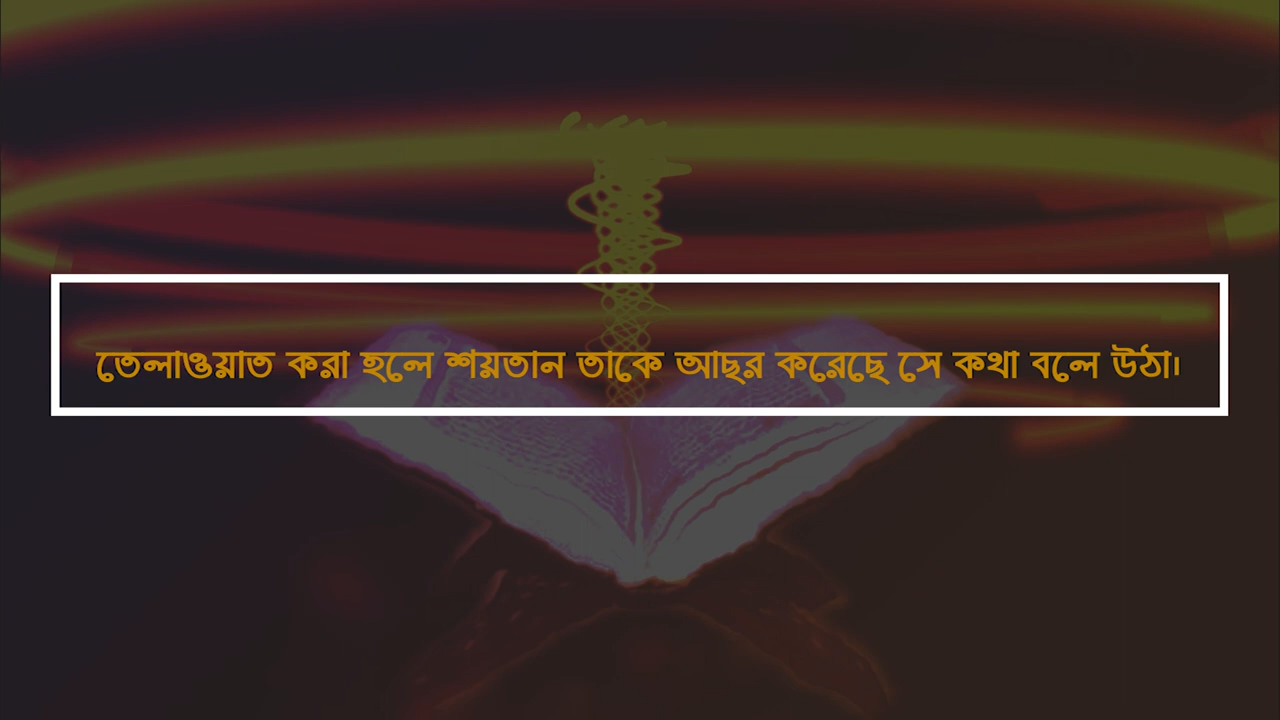 তেলাওয়াত করা হলে শয়তান তাকে আছর করেছে সে কথা বলে উঠা।